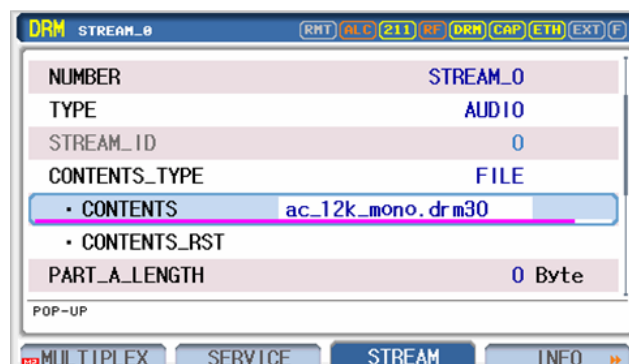 DRM STREAM_0 RMT ALC 211 RF DRM CAP ETH EXT F
NUMBER STREAM_0
TYPE AUDIO
STREAM_ID 0
CONTENTS_TYPE FILE
· CONTENTS ac_12k_mono.drm30
· CONTENTS_RST
PART_A_LENGTH 0 Byte
POP-UP
M2 MULTIPLEX SERVICE STREAM INFO